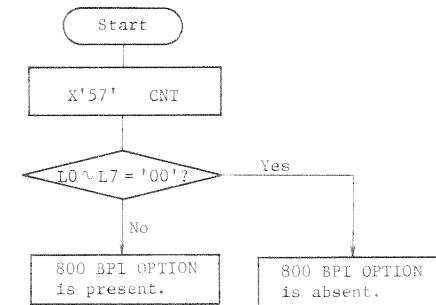 Start
X'57' CNT
L0 ~ L7 = '00'?
Yes
No
800 BPI OPTION
is present.
800 BPI OPTION
is absent.